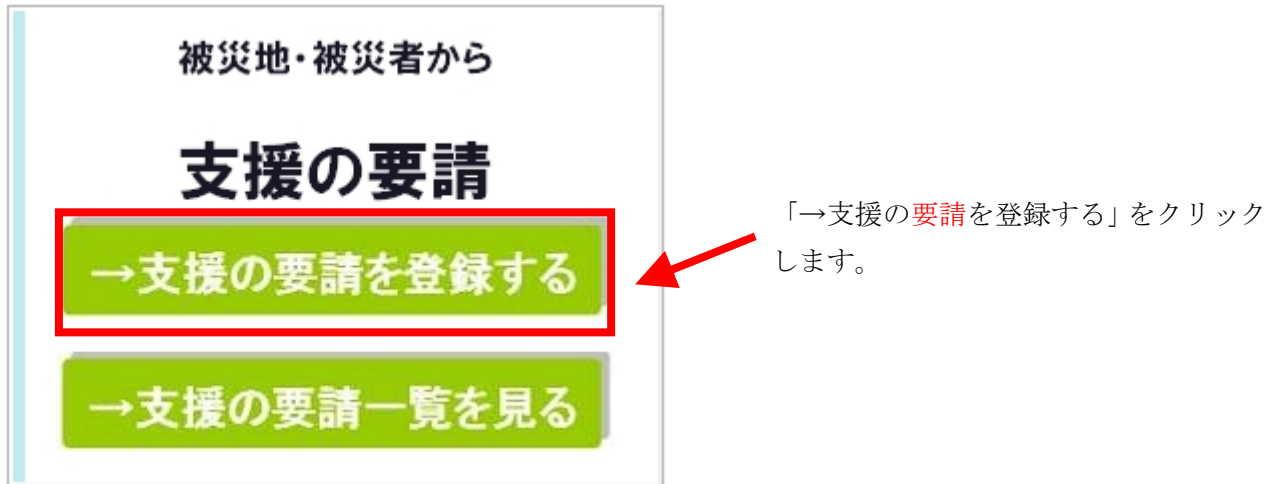 被災地・被災者から
支援の要請
→支援の要請を登録する
→支援の要請一覧を見る
「→支援の要請を登録する」をクリック
します。